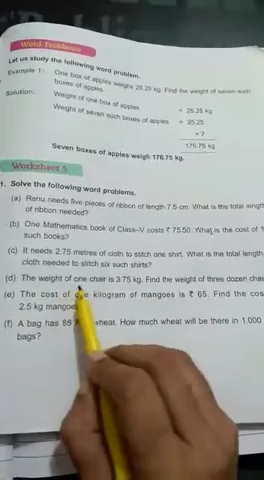 Word Problems
Let us study the following word problem.
Example 1: One box of apples weighs 25.25 kg. Find the weight of seven such
boxes of apples.
Solution: Weight of one box of apples = 25.25 kg
Weight of seven such boxes of apples = 25.25
× 7
176.75 kg
Seven boxes of apples weigh 176.75 kg.
Worksheet 5
1. Solve the following word problems.
(a) Renu needs five pieces of ribbon of length 7.5 cm. What is the total length
of ribbon needed?
(b) One Mathematics book of Class–V costs ₹ 75.50. What is the cost of
such books?
(c) It needs 2.75 metres of cloth to stitch one shirt. What is the total length
cloth needed to stitch six such shirts?
(d) The weight of one chair is 3.75 kg. Find the weight of three dozen
(e) The cost of one kilogram of mangoes is ₹ 65. Find the
2.5 kg
(f) A bag has 85 wheat. How much wheat will be there in 1,000
bags?